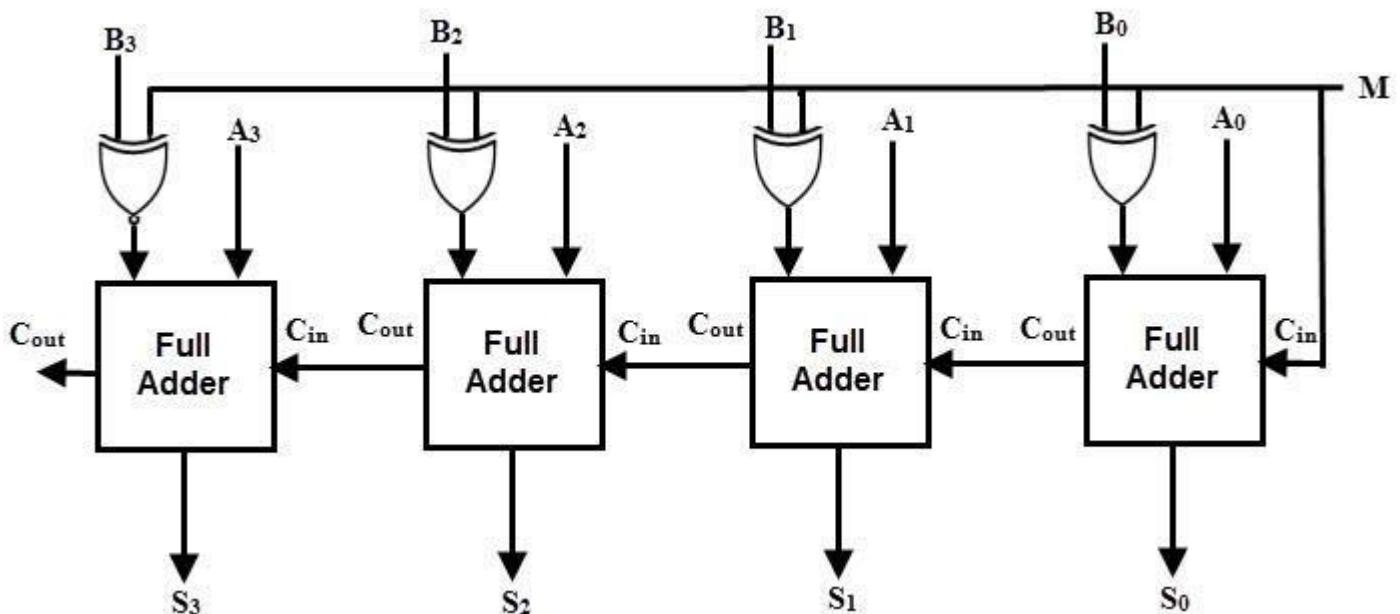 B₃ B₂ B₁ B₀
M
A₃ A₂ A₁ A₀
Cout Full Adder Cin Cout Full Adder Cin Cout Full Adder Cin Cout Full Adder Cin
S₃ S₂ S₁ S₀